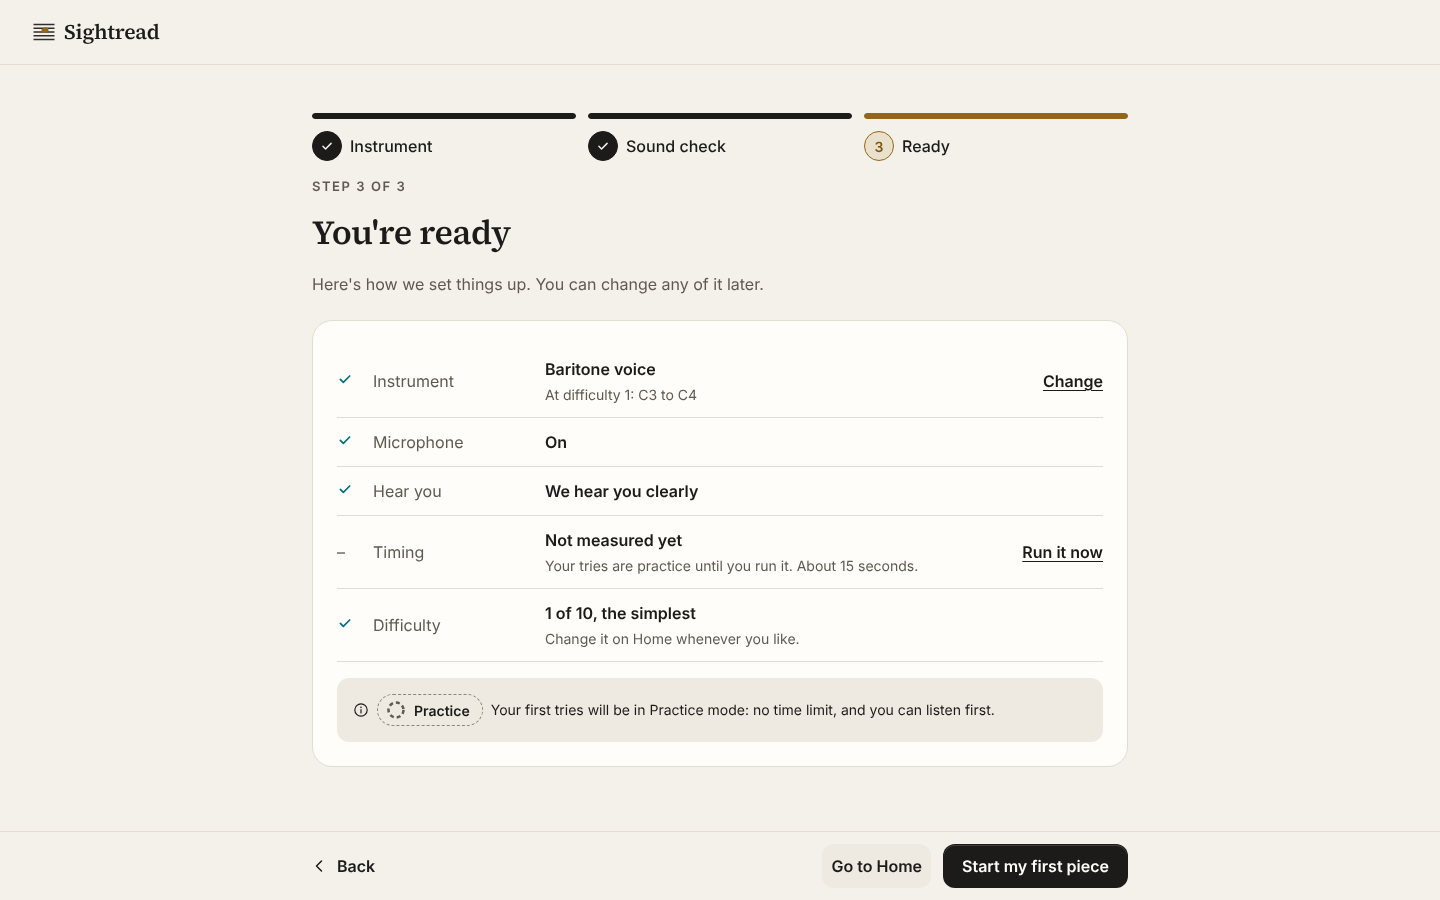 Sightread
Instrument
Sound check
3 Ready
STEP 3 OF 3
You're ready
Here's how we set things up. You can change any of it later.
Instrument
Baritone voice
At difficulty 1: C3 to C4
Change
Microphone
On
Hear you
We hear you clearly
– Timing
Not measured yet
Your tries are practice until you run it. About 15 seconds.
Run it now
Difficulty
1 of 10, the simplest
Change it on Home whenever you like.
Practice Your first tries will be in Practice mode: no time limit, and you can listen first.
Back
Go to Home
Start my first piece